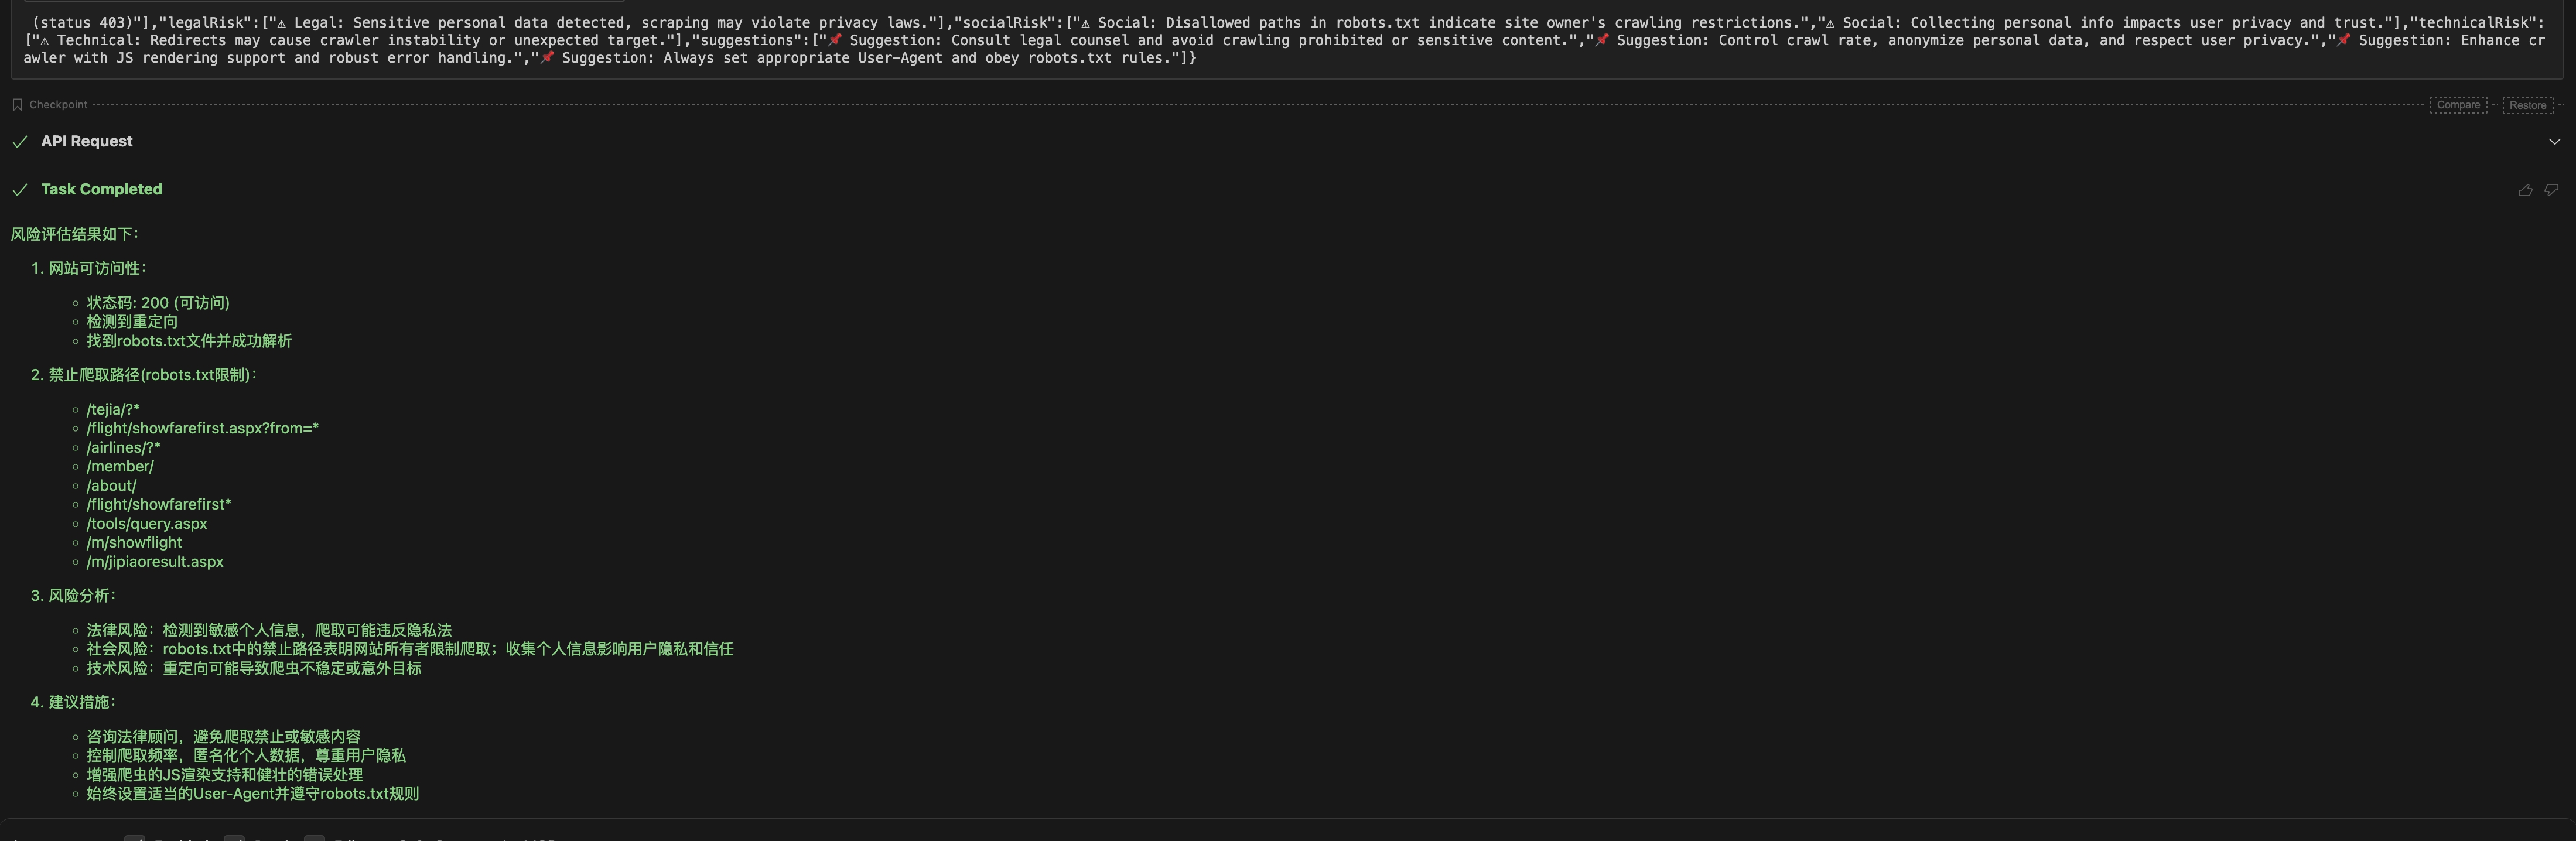 (status 403)"],"legalRisk":["⚠ Legal: Sensitive personal data detected, scraping may violate privacy laws."],"socialRisk":["⚠ Social: Disallowed paths in robots.txt indicate site owner's crawling restrictions.","⚠ Social: Collecting personal info impacts user privacy and trust."],"technicalRisk":
["⚠ Technical: Redirects may cause crawler instability or unexpected target."],"suggestions":["📌 Suggestion: Consult legal counsel and avoid crawling prohibited or sensitive content.","📌 Suggestion: Control crawl rate, anonymize personal data, and respect user privacy.","📌 Suggestion: Enhance cr
awler with JS rendering support and robust error handling.","📌 Suggestion: Always set appropriate User-Agent and obey robots.txt rules."]}
Checkpoint Compare Restore
API Request
Task Completed
风险评估结果如下：
1. 网站可访问性：
◦ 状态码: 200 (可访问)
◦ 检测到重定向
◦ 找到robots.txt文件并成功解析
2. 禁止爬取路径(robots.txt限制)：
◦ /tejia/?*
◦ /flight/showfarefirst.aspx?from=*
◦ /airlines/?*
◦ /member/
◦ /about/
◦ /flight/showfarefirst*
◦ /tools/query.aspx
◦ /m/showflight
◦ /m/jipiaoresult.aspx
3. 风险分析：
◦ 法律风险：检测到敏感个人信息，爬取可能违反隐私法
◦ 社会风险：robots.txt中的禁止路径表明网站所有者限制爬取；收集个人信息影响用户隐私和信任
◦ 技术风险：重定向可能导致爬虫不稳定或意外目标
4. 建议措施：
◦ 咨询法律顾问，避免爬取禁止或敏感内容
◦ 控制爬取频率，匿名化个人数据，尊重用户隐私
◦ 增强爬虫的JS渲染支持和健壮的错误处理
◦ 始终设置适当的User-Agent并遵守robots.txt规则